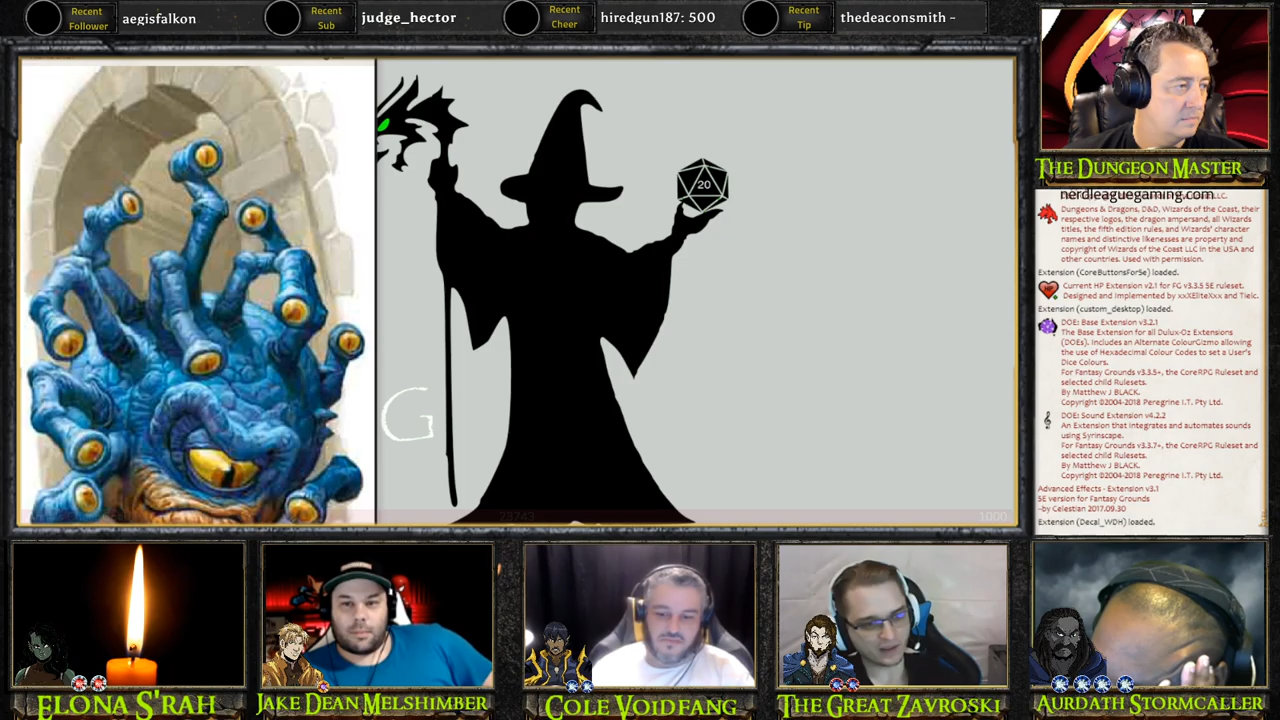 Recent Follower
aegisfalkon
Recent Sub
judge_hector
Recent Cheer
hiredgun187: 500
Recent Tip
thedeaconsmith ~
20
G
23743
1000
THE DUNGEON MASTER
nerdleaguegaming.com
Dungeons & Dragons, D&D, Wizards of the Coast, their
respective logos, the dragon ampersand, all Wizards
titles, the fifth edition rules, and Wizards' character
names and distinctive likenesses are property and
copyright of Wizards of the Coast LLC in the USA and
other countries. Used with permission.
Extension (CoreButtonsFor5e) loaded.
Current HP Extension v2.1 for FG v3.3.5 5E ruleset.
Designed and Implemented by xxXEliteXxx and Tielc.
Extension (custom_desktop) loaded.
DOE: Base Extension v3.2.1
The Base Extension for all Dulux-Oz Extensions
(DOEs). Includes an Alternate ColourGizmo allowing
the use of Hexadecimal Colour Codes to set a User's
Dice Colours.
For Fantasy Grounds v3.3.5+, the CoreRPG Ruleset and
selected child Rulesets.
By Matthew J BLACK.
Copyright ©2004-2018 Peregrine I.T. Pty Ltd.
DOE: Sound Extension v4.2.2
An Extension that integrates and automates sounds
using Syrinscape.
For Fantasy Grounds v3.3.7+, the CoreRPG Ruleset and
selected child Rulesets.
By Matthew J BLACK.
Copyright ©2004-2018 Peregrine I.T. Pty Ltd.
Advanced Effects - Extension v3.1
5E version for Fantasy Grounds
~by Celestian 2017.09.30
Extension (Decal_WDH) loaded.
ELONA S'RAH
JAKE DEAN MELSHIMBER
COLE VOIDFANG
THE GREAT ZAVROSKI
AURDATH STORMCALLER